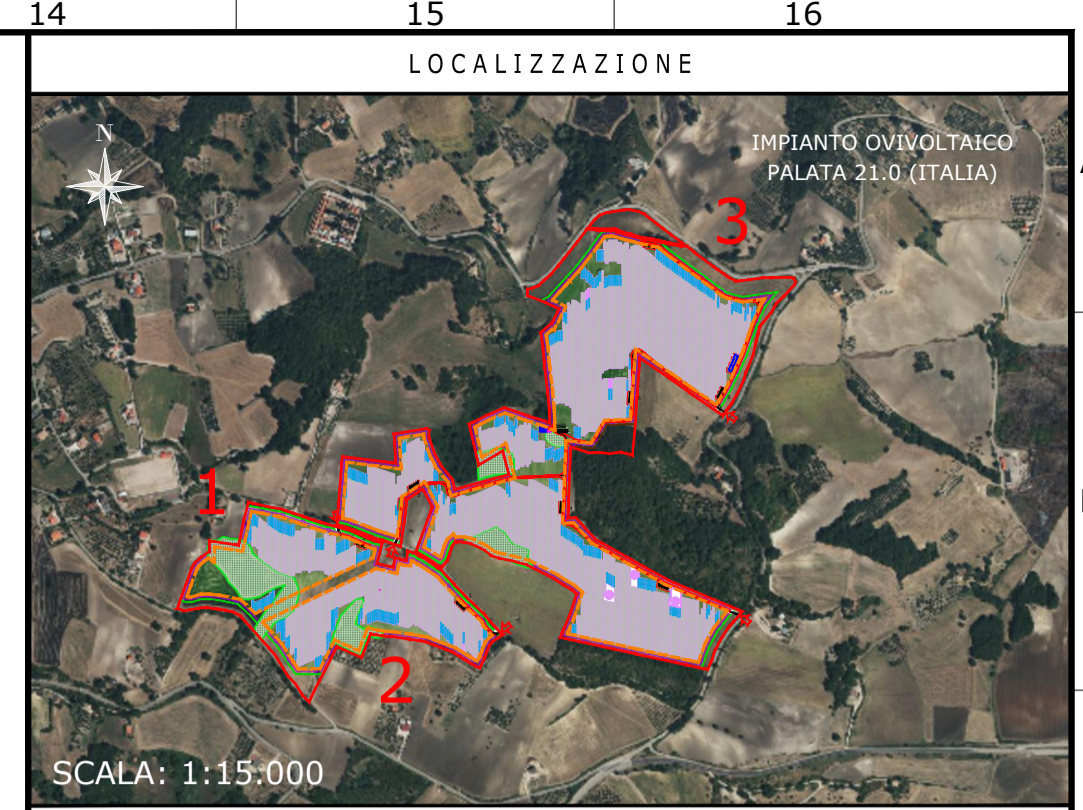 14 15 16
LOCALIZZAZIONE
N
IMPIANTO OVIVOLTAICO
PALATA 21.0 (ITALIA)
3
1
2
SCALA: 1:15.000